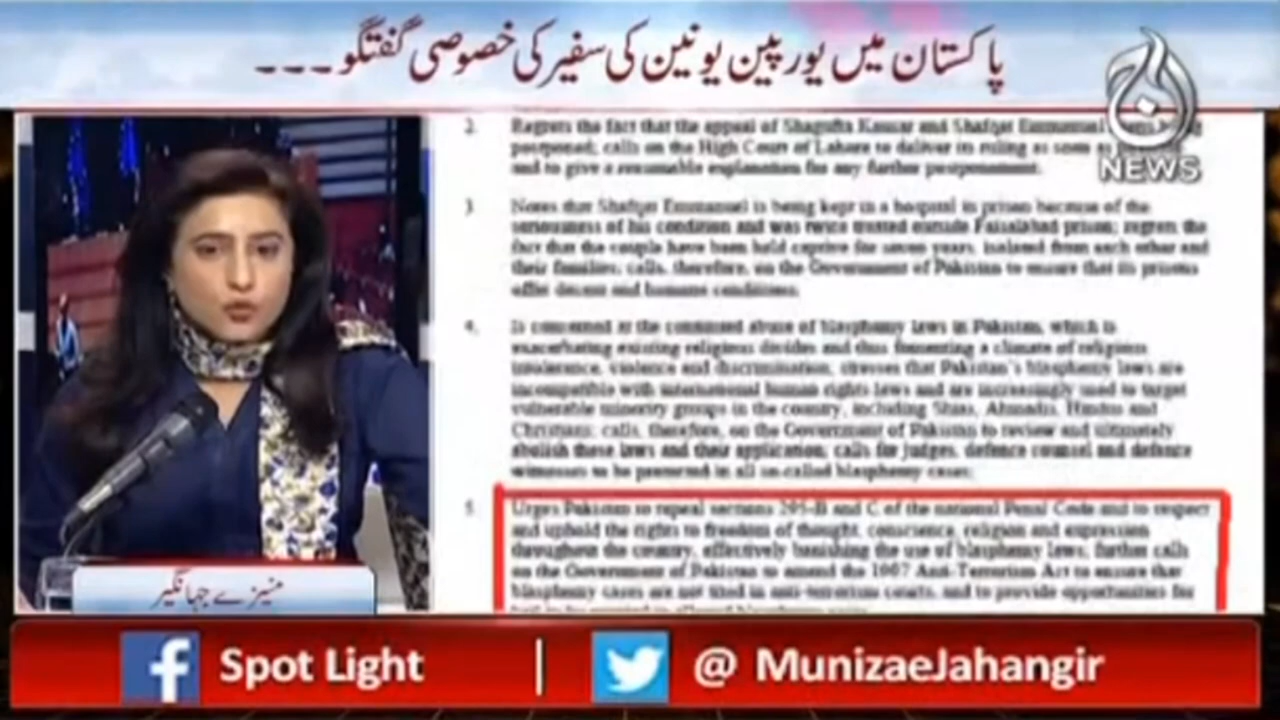 پاکستان میں یورپین یونین کی سفیر کی خصوصی گفتگو ۔۔۔
NEWS
2. Regrets the fact that the appeal of Shagufta Kausar and Shafqat Emmanuel
postponed; calls on the High Court of Lahore to deliver its ruling as soon as
and to give a reasonable explanation for any further postponement.
3. Notes that Shafqat Emmanuel is being kept in a hospital in prison because of the
seriousness of his condition and was twice treated outside Faisalabad prison; regrets the
fact that the couple have been held captive for seven years, isolated from each other and
their families; calls, therefore, on the Government of Pakistan to ensure that its prisons
offer decent and humane conditions;
4. Is concerned at the continued abuse of blasphemy laws in Pakistan, which is
exacerbating existing religious divides and thus fomenting a climate of religious
intolerance, violence and discrimination; stresses that Pakistan's blasphemy laws are
incompatible with international human rights laws and are increasingly used to target
vulnerable minority groups in the country, including Shias, Ahmadis, Hindus and
Christians; calls, therefore, on the Government of Pakistan to review and ultimately
abolish these laws and their application; calls for judges, defence counsel and defence
witnesses to be protected in all so-called blasphemy cases;
5. Urges Pakistan to repeal sections 295-B and C of the national Penal Code and to respect
and uphold the rights to freedom of thought, conscience, religion and expression
throughout the country, effectively banishing the use of blasphemy laws; further calls
on the Government of Pakistan to amend the 1997 Anti-Terrorism Act to ensure that
blasphemy cases are not tried in anti-terrorism courts, and to provide opportunities for
منیزے جہانگیر
Spot Light | @ MunizaeJahangir